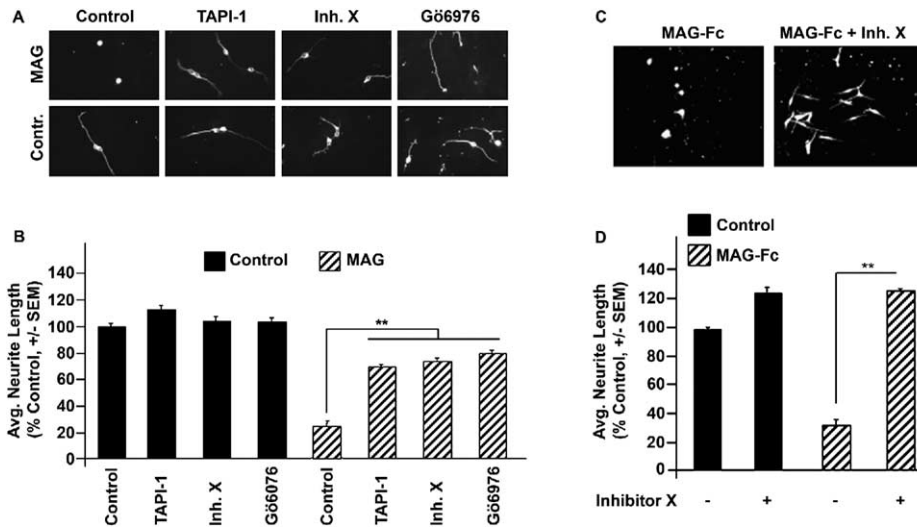 A
Control
TAPI-1
Inh. X
Gö6976
MAG
Contr.
C
MAG-Fc
MAG-Fc + Inh. X
B
Control
MAG
Avg. Neurite Length
(% Control, +/- SEM)
140
120
100
80
60
40
20
0
**
Control
TAPI-1
Inh. X
Gö6076
Control
TAPI-1
Inh. X
Gö6976
D
Control
MAG-Fc
Avg. Neurite Length
(% Control, +/- SEM)
140
120
100
80
60
40
20
0
**
Inhibitor X
-
+
-
+